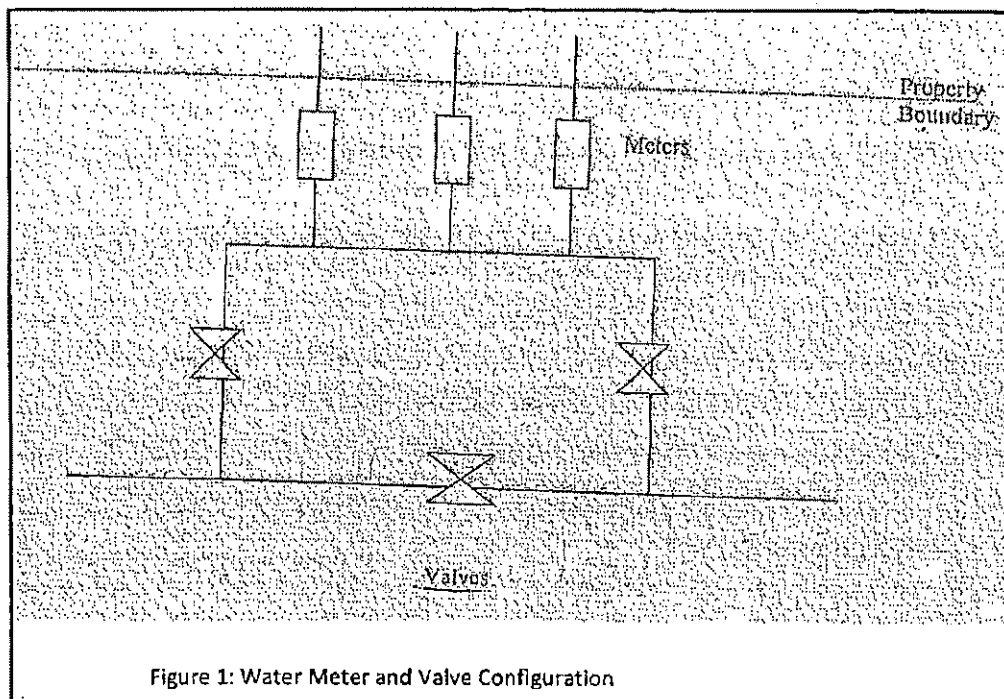 Property
Boundary
Meters
Valves
Figure 1: Water Meter and Valve Configuration